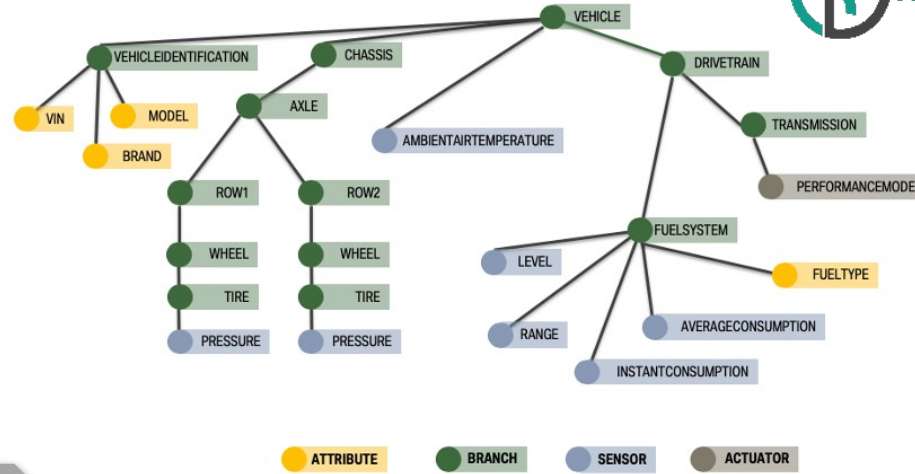 VEHICLE
VEHICLEIDENTIFICATION
CHASSIS
DRIVETRAIN
VIN
MODEL
AXLE
BRAND
AMBIENTAIRTEMPERATURE
TRANSMISSION
PERFORMANCEMODE
ROW1
ROW2
FUELSYSTEM
WHEEL
WHEEL
LEVEL
FUELTYPE
TIRE
TIRE
PRESSURE
PRESSURE
RANGE
AVERAGECONSUMPTION
INSTANTCONSUMPTION
ATTRIBUTE
BRANCH
SENSOR
ACTUATOR